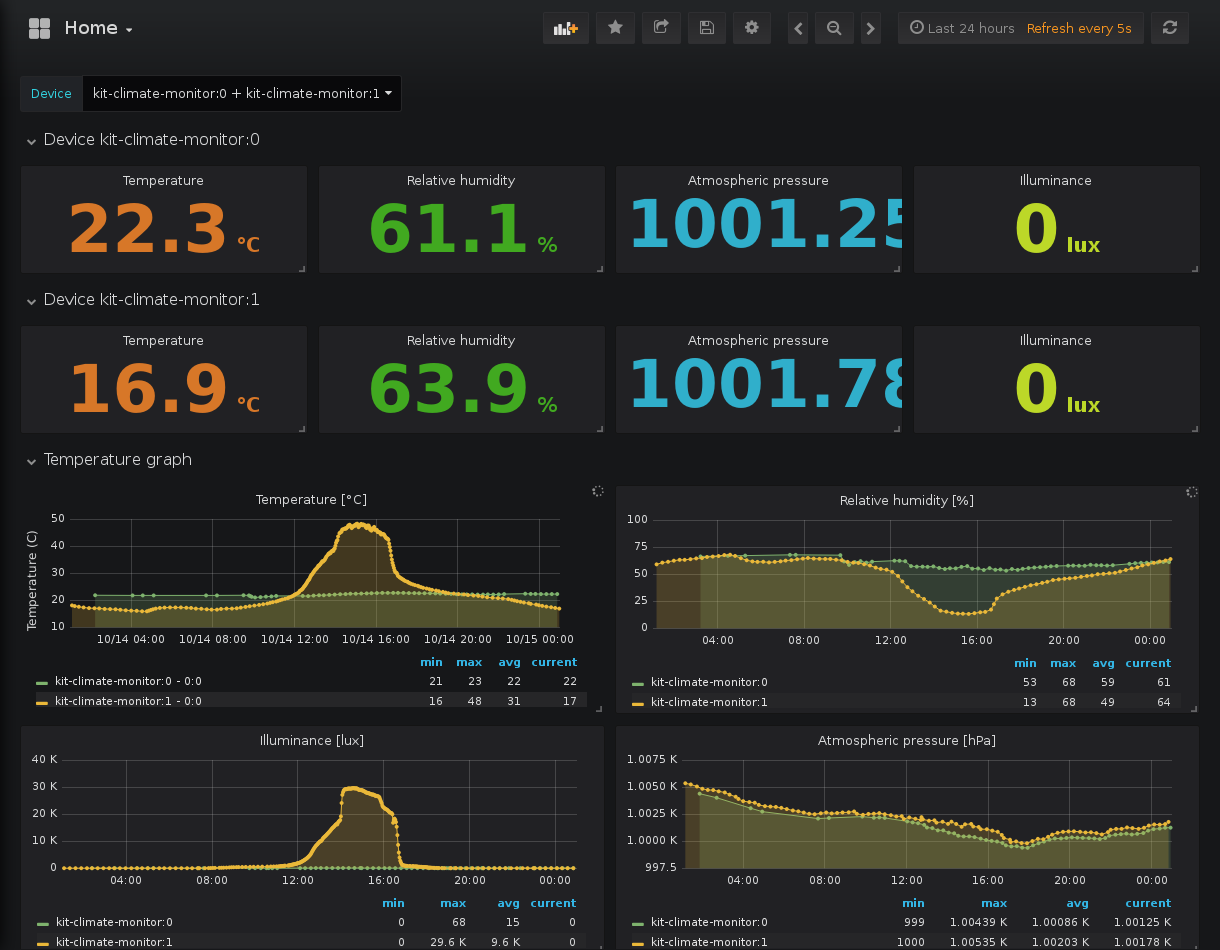 Home
Last 24 hours Refresh every 5s
Device kit-climate-monitor:0 + kit-climate-monitor:1
Device kit-climate-monitor:0
Temperature Relative humidity Atmospheric pressure Illuminance
22.3 °C 61.1 % 1001.25 0 lux
Device kit-climate-monitor:1
Temperature Relative humidity Atmospheric pressure Illuminance
16.9 °C 63.9 % 1001.78 0 lux
Temperature graph
Temperature [°C]
Temperature (C)
50
40
30
20
10
10/14 04:00 10/14 08:00 10/14 12:00 10/14 16:00 10/14 20:00 10/15 00:00
min max avg current
kit-climate-monitor:0 - 0:0 21 23 22 22
kit-climate-monitor:1 - 0:0 16 48 31 17
Relative humidity [%]
100
75
50
25
0
04:00 08:00 12:00 16:00 20:00 00:00
min max avg current
kit-climate-monitor:0 53 68 59 61
kit-climate-monitor:1 13 68 49 64
Illuminance [lux]
40 K
30 K
20 K
10 K
0
04:00 08:00 12:00 16:00 20:00 00:00
min max avg current
kit-climate-monitor:0 0 68 15 0
kit-climate-monitor:1 0 29.6 K 9.6 K 0
Atmospheric pressure [hPa]
1.0075 K
1.0050 K
1.0025 K
1.0000 K
997.5
04:00 08:00 12:00 16:00 20:00 00:00
min max avg current
kit-climate-monitor:0 999 1.00439 K 1.00086 K 1.00125 K
kit-climate-monitor:1 1000 1.00535 K 1.00203 K 1.00178 K